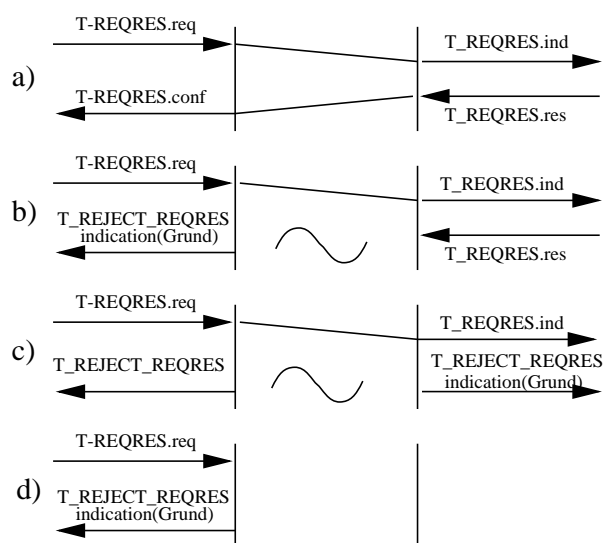 T-REQRES.req
T_REQRES.ind
a)
T-REQRES.conf
T_REQRES.res
T-REQRES.req
T_REQRES.ind
b)
T_REJECT_REQRES
indication(Grund)
T_REQRES.res
T-REQRES.req
T_REQRES.ind
c)
T_REJECT_REQRES
T_REJECT_REQRES
indication(Grund)
T-REQRES.req
d)
T_REJECT_REQRES
indication(Grund)